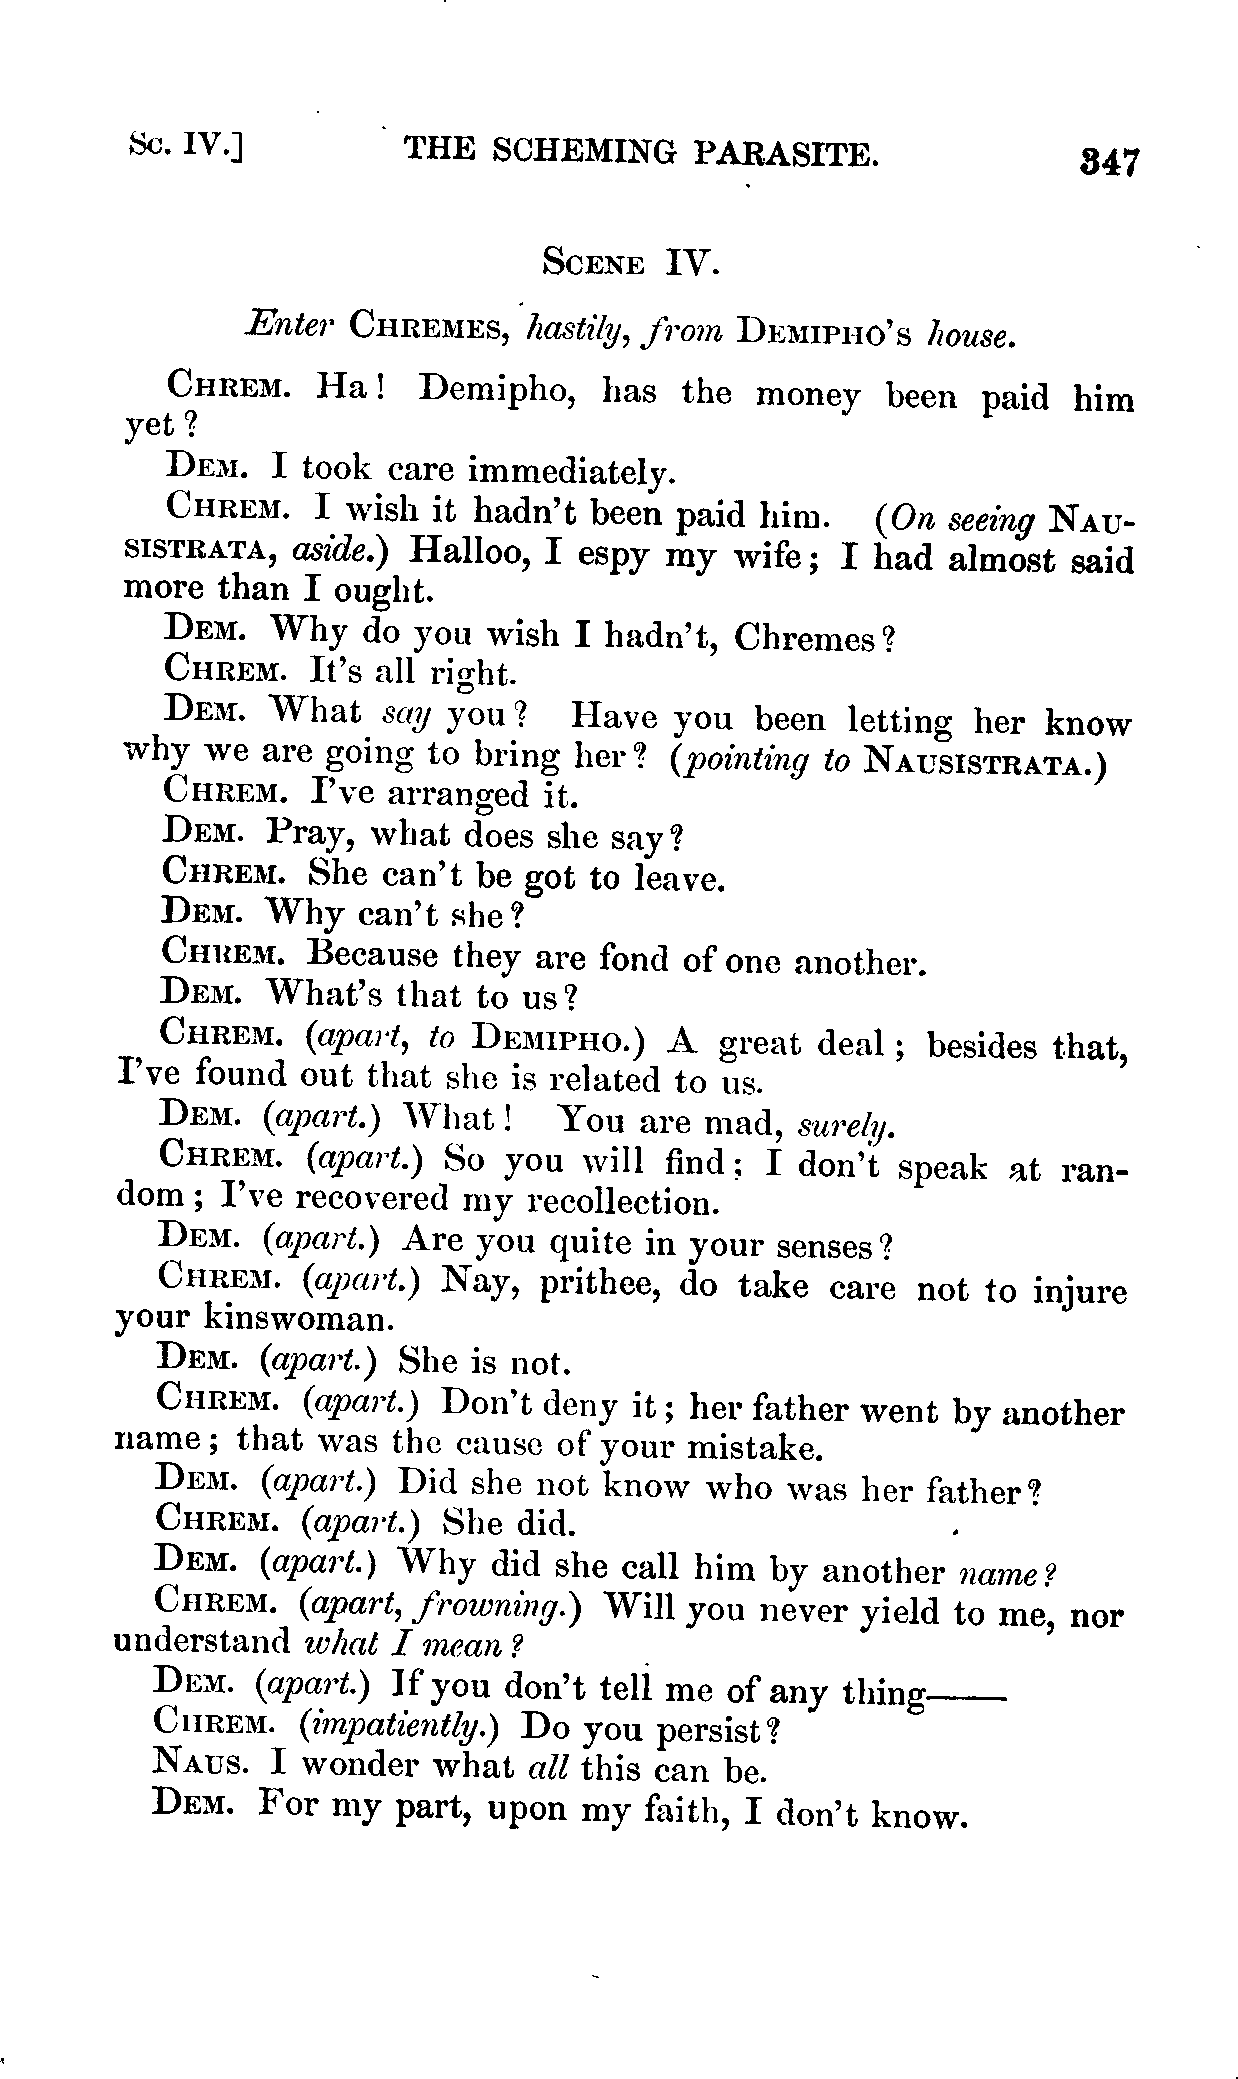 Sc. IV.] THE SCHEMING PARASITE. 347
Scene IV.
Enter Chremes, hastily, from Demipho's house.
Chrem. Ha! Demipho, has the money been paid him
yet?
Dem. I took care immediately.
Chrem. I wish it hadn't been paid him. (On seeing Nau-
sistrata, aside.) Halloo, I espy my wife; I had almost said
more than I ought.
Dem. Why do you wish I hadn't, Chremes?
Chrem. It's all right.
Dem. What say you? Have you been letting her know
why we are going to bring her? (pointing to Nausistrata.)
Chrem. I've arranged it.
Dem. Pray, what does she say?
Chrem. She can't be got to leave.
Dem. Why can't she?
Chrem. Because they are fond of one another.
Dem. What's that to us?
Chrem. (apart, to Demipho.) A great deal; besides that,
I've found out that she is related to us.
Dem. (apart.) What! You are mad, surely.
Chrem. (apart.) So you will find; I don't speak at ran-
dom; I've recovered my recollection.
Dem. (apart.) Are you quite in your senses?
Chrem. (apart.) Nay, prithee, do take care not to injure
your kinswoman.
Dem. (apart.) She is not.
Chrem. (apart.) Don't deny it; her father went by another
name; that was the cause of your mistake.
Dem. (apart.) Did she not know who was her father?
Chrem. (apart.) She did.
Dem. (apart.) Why did she call him by another name?
Chrem. (apart, frowning.) Will you never yield to me, nor
understand what I mean?
Dem. (apart.) If you don't tell me of any thing——
Chrem. (impatiently.) Do you persist?
Naus. I wonder what all this can be.
Dem. For my part, upon my faith, I don't know.